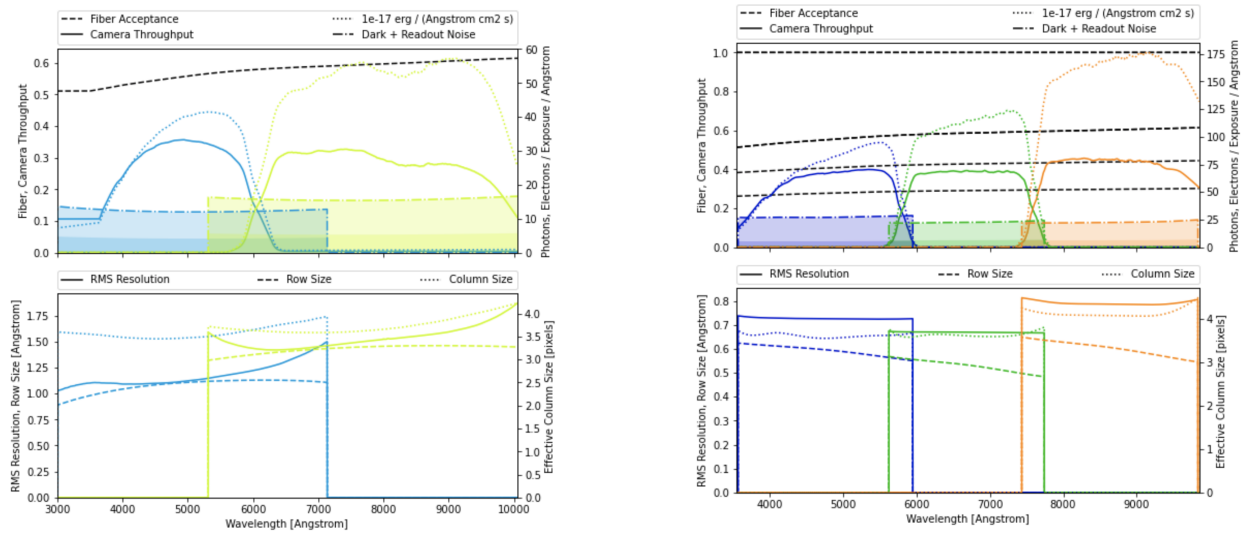 Fiber Acceptance
Camera Throughput
1e-17 erg / (Angstrom cm2 s)
Dark + Readout Noise
0.6
0.5
0.4
0.3
0.2
0.1
0.0
Fiber, Camera Throughput
60
50
40
30
20
10
0
Photons, Electrons / Exposure / Angstrom
RMS Resolution
Row Size
Column Size
1.75
1.50
1.25
1.00
0.75
0.50
0.25
0.00
RMS Resolution, Row Size [Angstrom]
4.0
3.5
3.0
2.5
2.0
1.5
1.0
0.5
0.0
Effective Column Size [pixels]
3000 4000 5000 6000 7000 8000 9000 10000
Wavelength [Angstrom]
Fiber Acceptance
Camera Throughput
1e-17 erg / (Angstrom cm2 s)
Dark + Readout Noise
1.0
0.8
0.6
0.4
0.2
0.0
Fiber, Camera Throughput
175
150
125
100
75
50
25
0
Photons, Electrons / Exposure / Angstrom
RMS Resolution
Row Size
Column Size
0.8
0.7
0.6
0.5
0.4
0.3
0.2
0.1
0.0
RMS Resolution, Row Size [Angstrom]
4
3
2
1
0
Effective Column Size [pixels]
4000 5000 6000 7000 8000 9000
Wavelength [Angstrom]